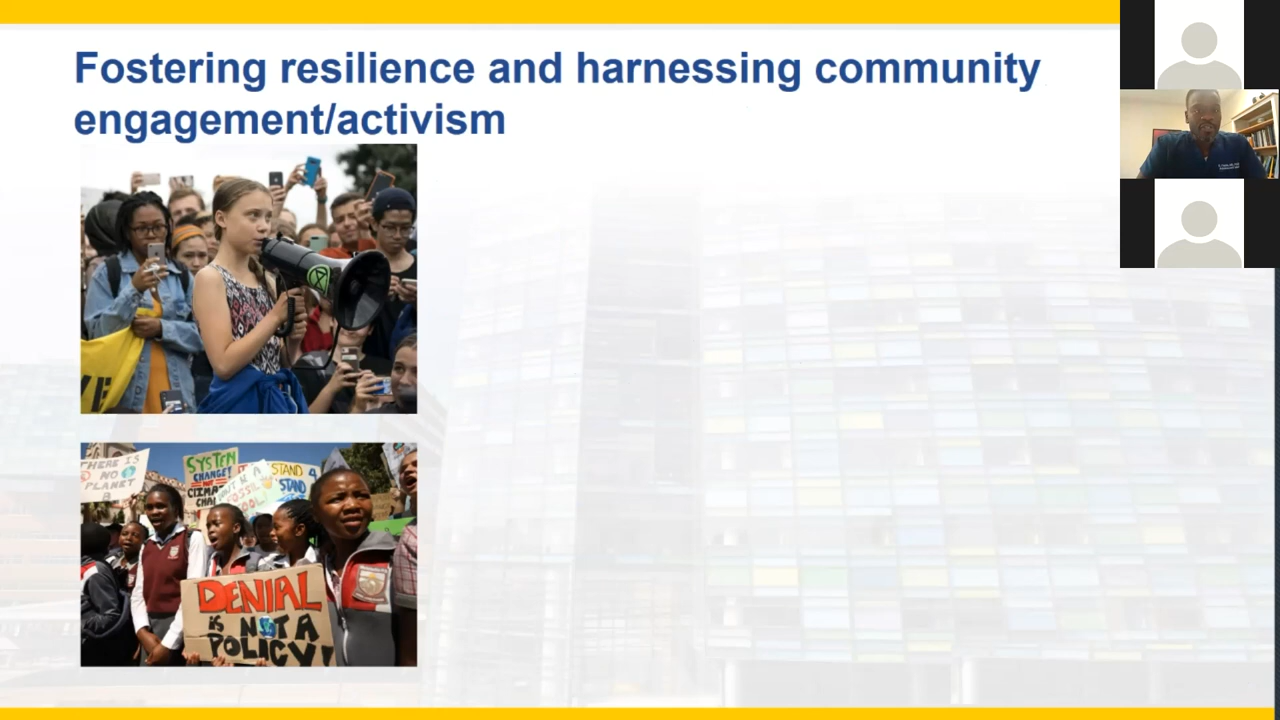 Fostering resilience and harnessing community
engagement/activism
THERE IS
NO
PLANET
B
SYSTEM
CHANGE
NOT
CLIMATE
STAND 4
DENIAL
IS NOT A
POLICY!